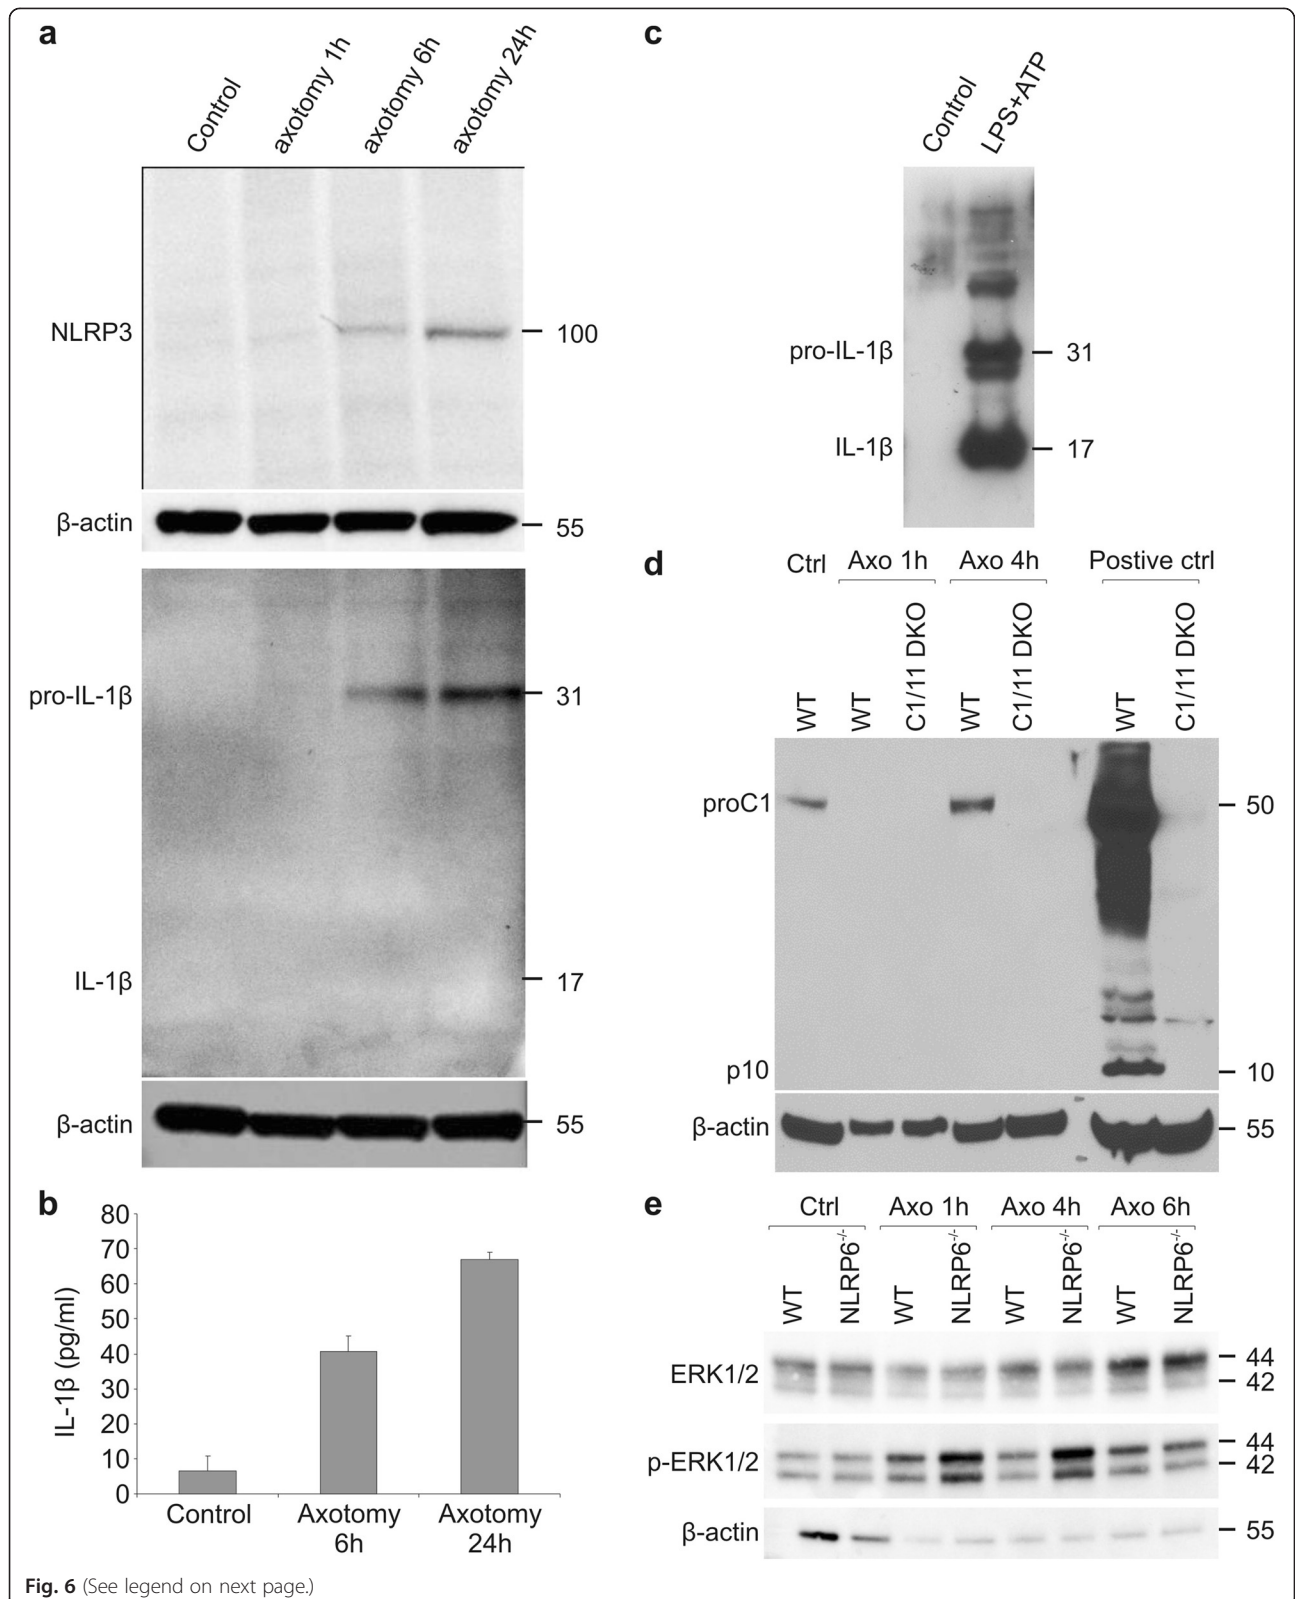 a
Control
axotomy 1h
axotomy 6h
axotomy 24h
NLRP3
100
β-actin
55
pro-IL-1β
31
IL-1β
17
β-actin
55
b
80
70
60
50
40
30
20
10
0
IL-1β (pg/ml)
Control
Axotomy
6h
Axotomy
24h
c
Control
LPS+ATP
pro-IL-1β
31
IL-1β
17
d
Ctrl
Axo 1h
Axo 4h
Postive ctrl
WT
WT
C1/11 DKO
WT
C1/11 DKO
WT
C1/11 DKO
proC1
50
p10
10
β-actin
55
e
Ctrl
Axo 1h
Axo 4h
Axo 6h
WT
NLRP6-/-
WT
NLRP6-/-
WT
NLRP6-/-
WT
NLRP6-/-
ERK1/2
44
42
p-ERK1/2
44
42
β-actin
55
Fig. 6 (See legend on next page.)